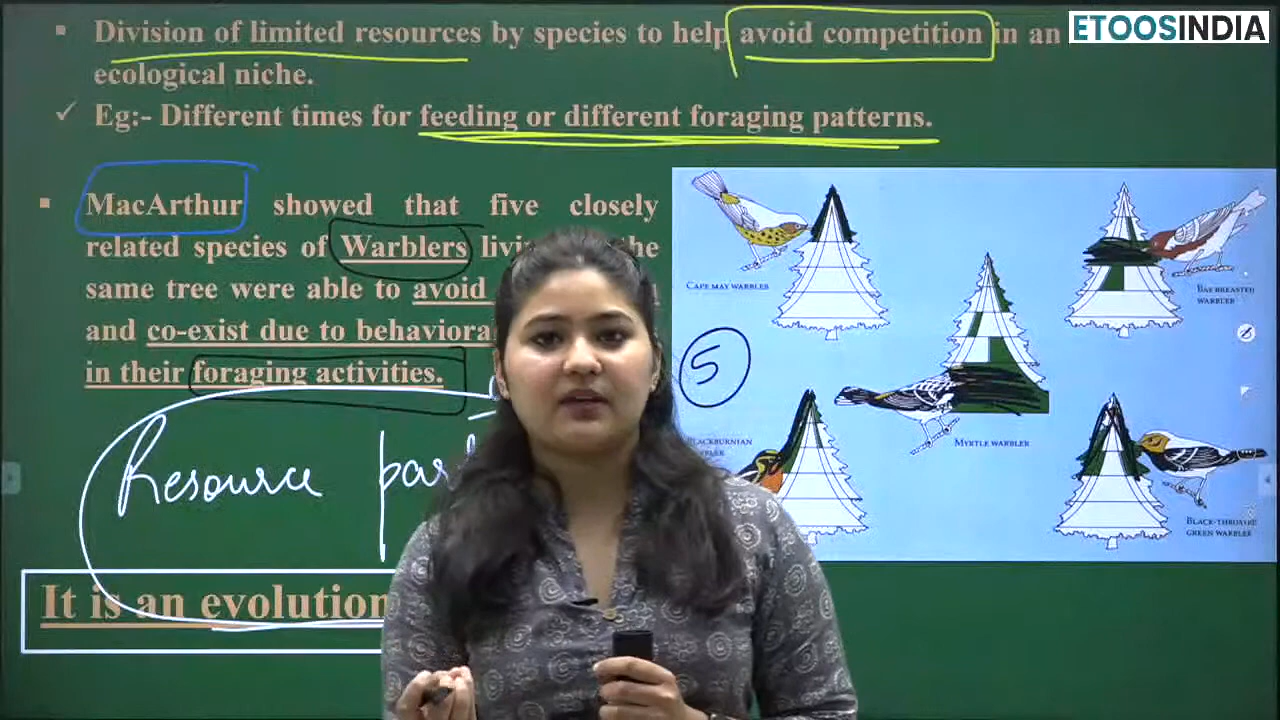 Division of limited resources by species to help avoid competition in an
ETOOSINDIA
ecological niche.
Eg:- Different times for feeding or different foraging patterns.
MacArthur showed that five closely
related species of Warblers
same tree were able to avoid
and co-exist due to
in their foraging activities.
Resource
It is an
CAPE MAY WARBLER
BAY BREASTED
WARBLER
5
MYRTLE WARBLER
BLACK-THROATED
GREEN WARBLER